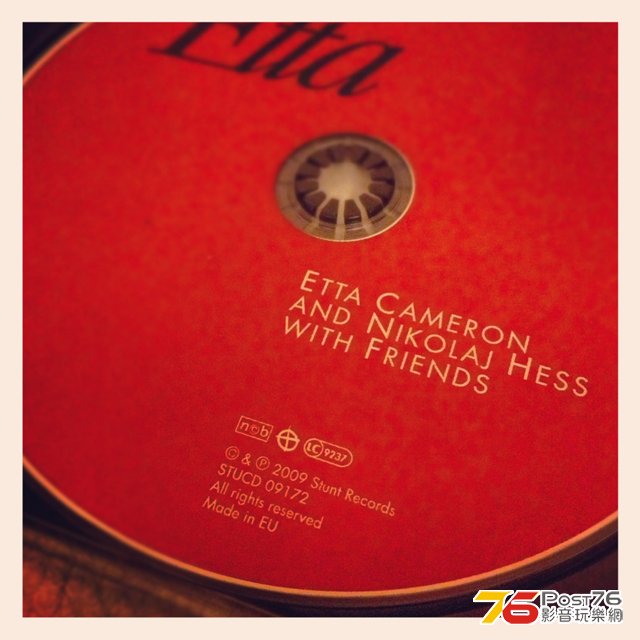 Etta
ETTA CAMERON
AND NIKOLAJ HESS
WITH FRIENDS
n©b LC 9237
© & ℗ 2009 Stunt Records
STUCD 09172
All rights reserved
Made in EU
76 Post76
影音玩樂網